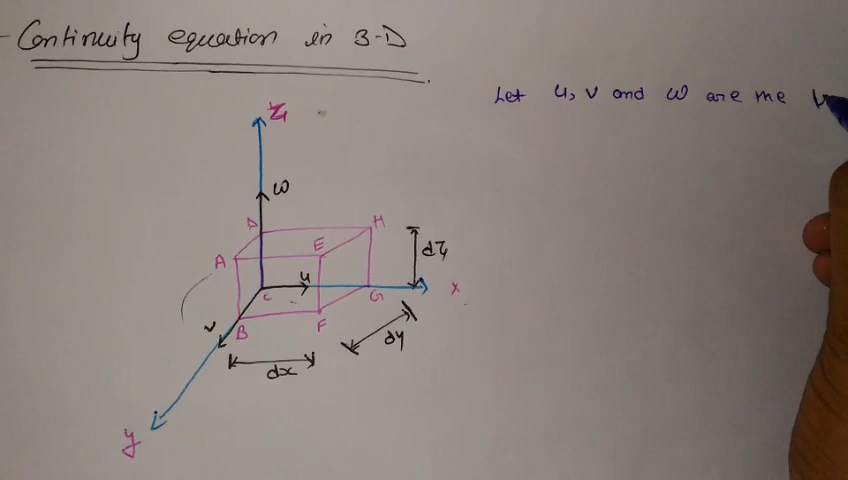 Continuity equation in 3-D
Let u, v and w are the
Z
w
D
H
A
E
dz
u
C
G
x
v
B
F
dy
dx
y